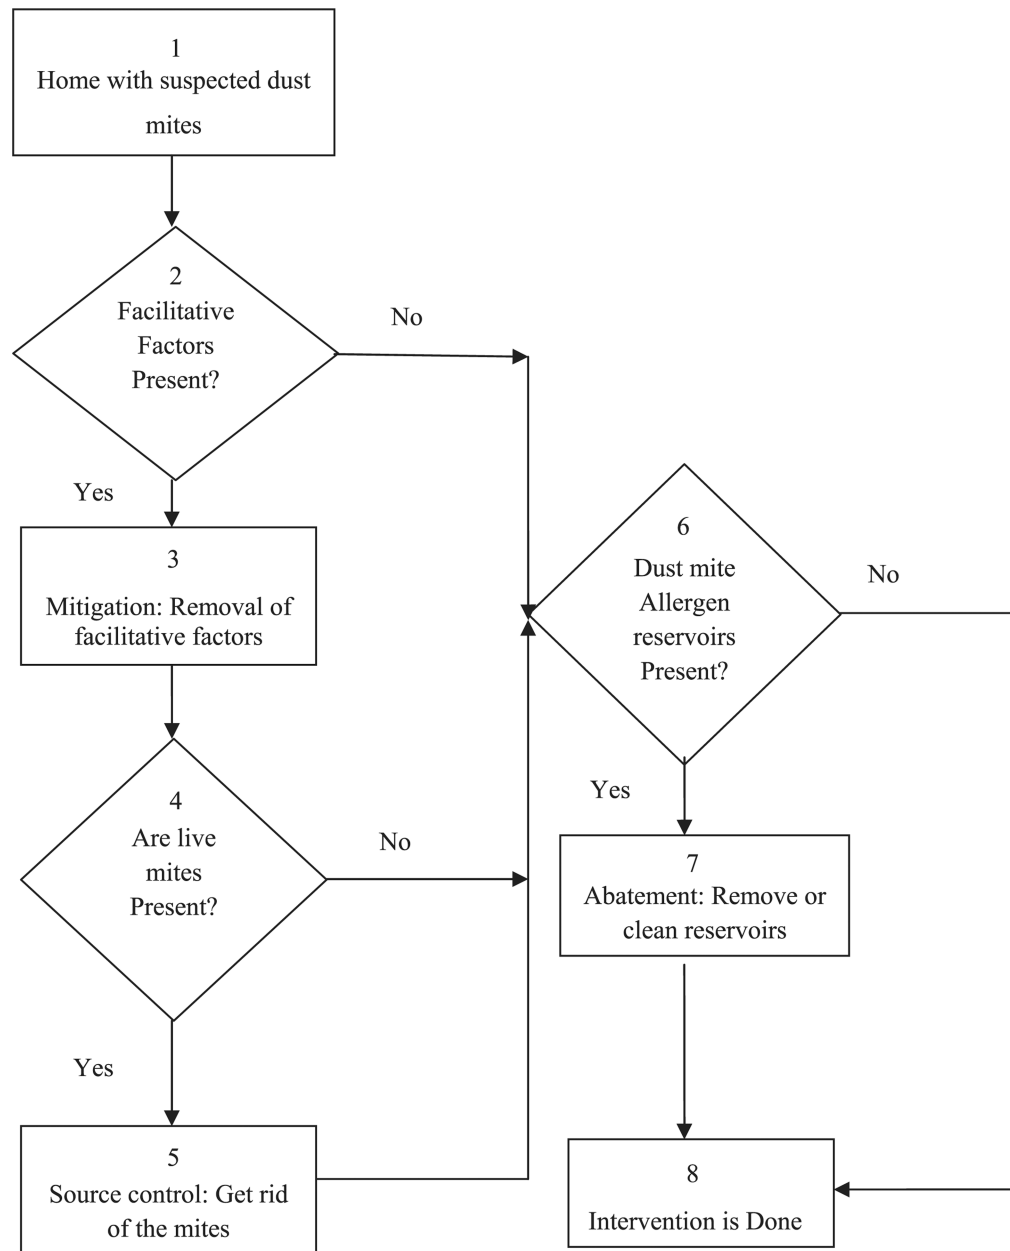 1
Home with suspected dust
mites
2
Facilitative
Factors
Present?
No
Yes
3
Mitigation: Removal of
facilitative factors
4
Are live
mites
Present?
No
Yes
5
Source control: Get rid
of the mites
6
Dust mite
Allergen
reservoirs
Present?
No
Yes
7
Abatement: Remove or
clean reservoirs
8
Intervention is Done